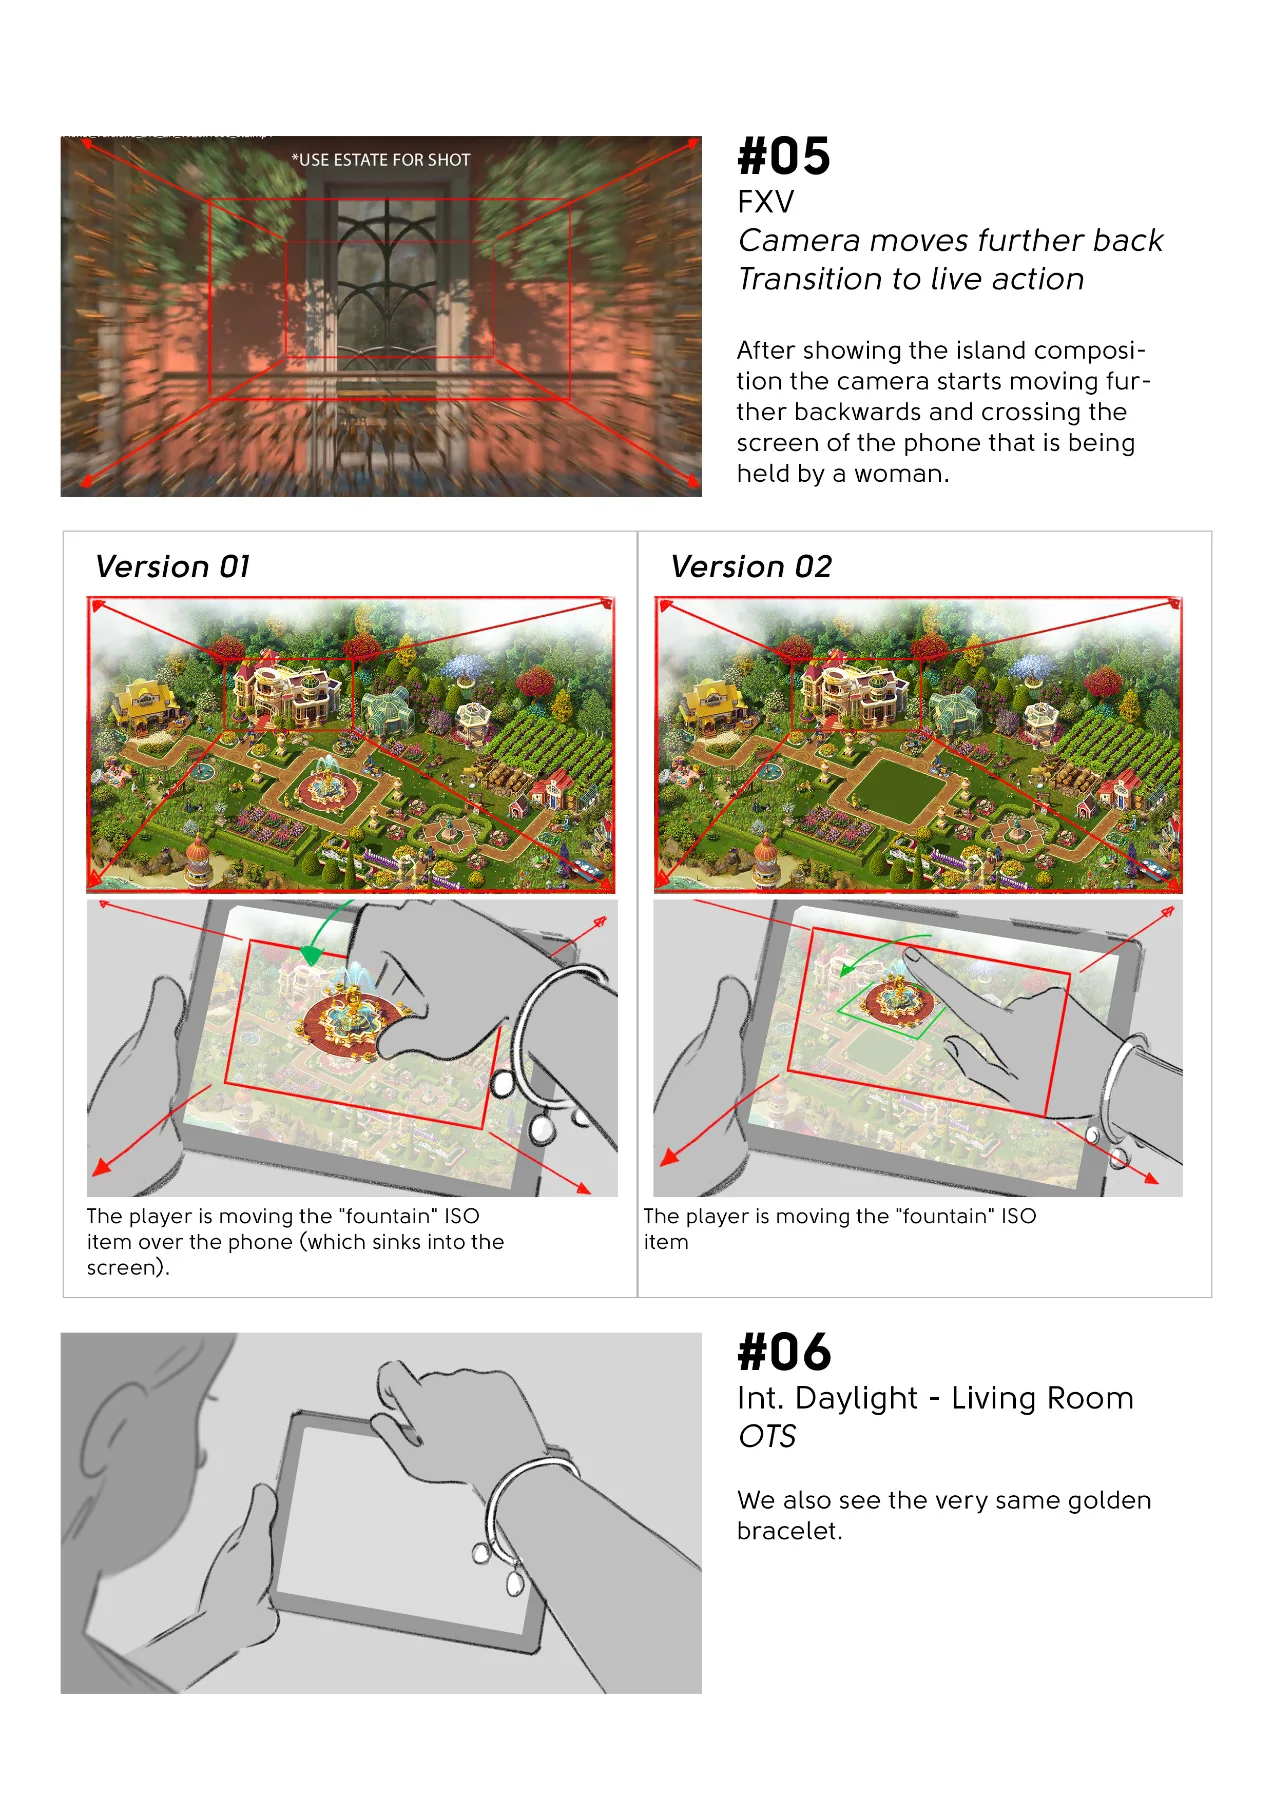 *USE ESTATE FOR SHOT
#05
FXV
Camera moves further back
Transition to live action
After showing the island composi-
tion the camera starts moving fur-
ther backwards and crossing the
screen of the phone that is being
held by a woman.
Version 01
The player is moving the "fountain" ISO
item over the phone (which sinks into the
screen).
Version 02
The player is moving the "fountain" ISO
item
#06
Int. Daylight - Living Room
OTS
We also see the very same golden
bracelet.